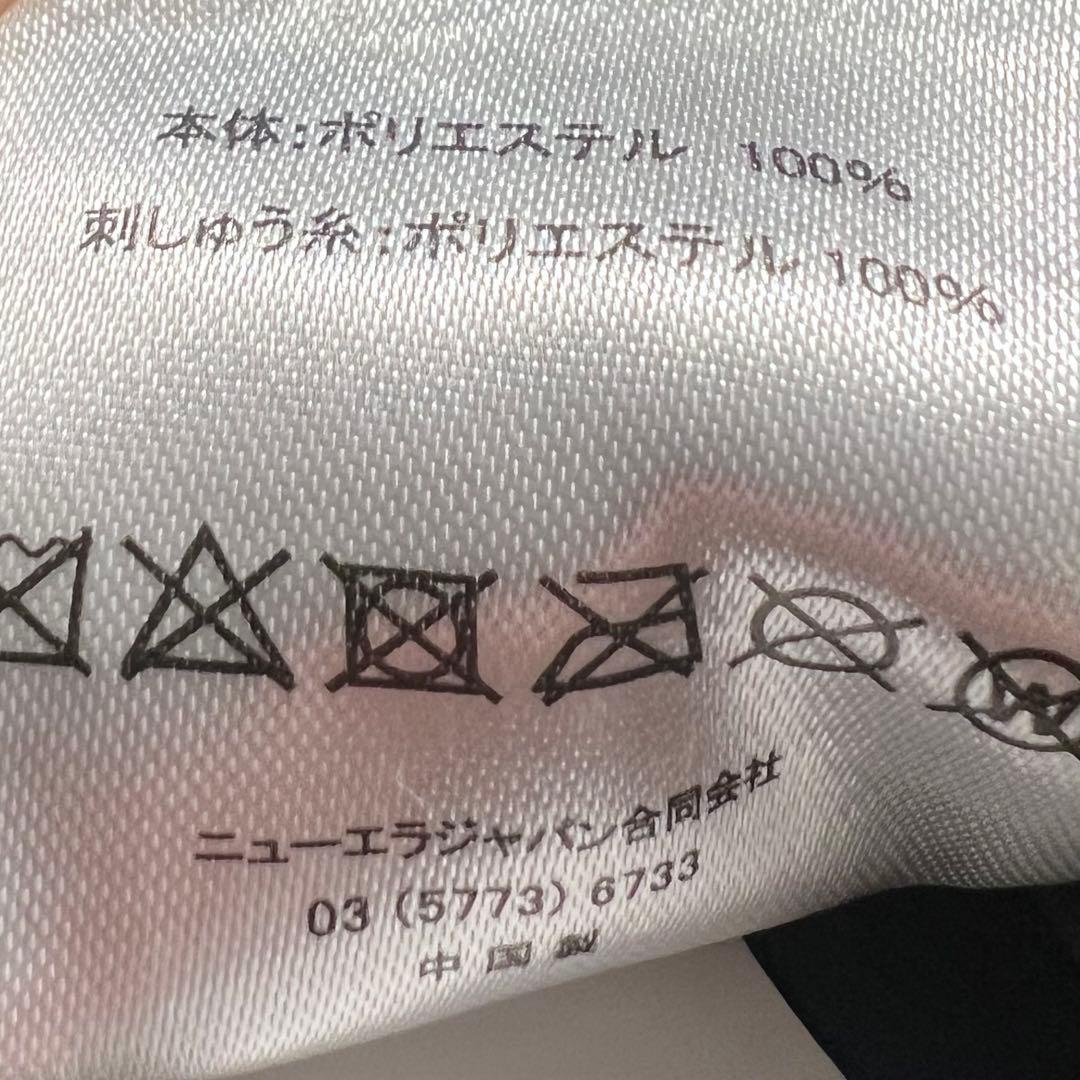 本体:ポリエステル 100%
刺しゅう糸:ポリエステル 100%
W
ニューエラジャパン合同会社
03 (5773) 6733
中国製